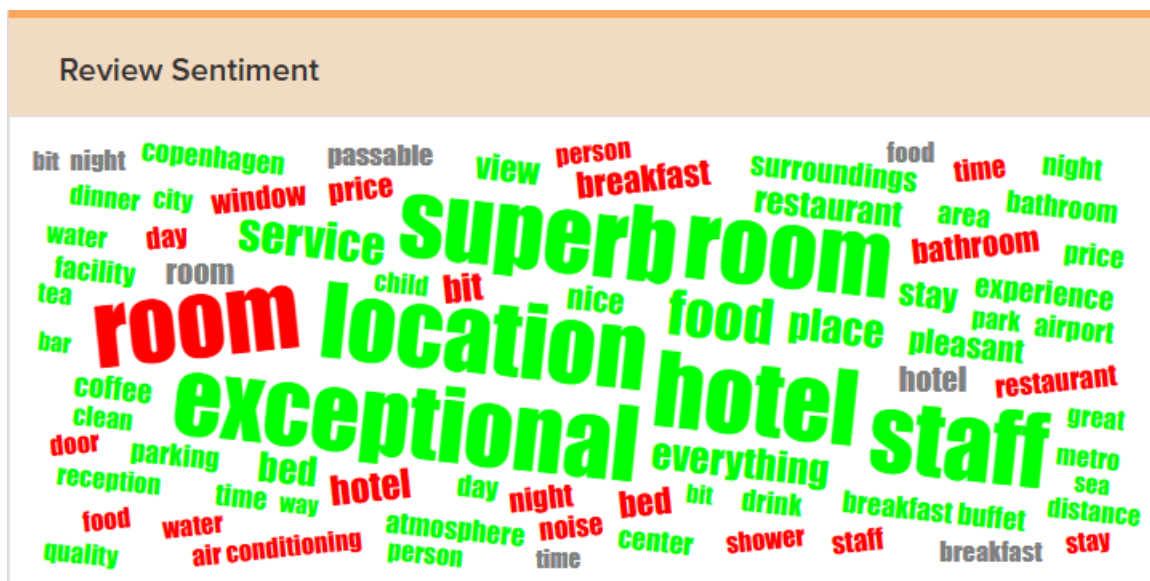 Review Sentiment
bit night copenhagen passable view person food
surroundings time night
dinner city window price breakfast restaurant area bathroom
water day service superb room bathroom price
facility room child bit nice stay experience
tea room location food place park airport
bar pleasant
coffee exceptional hotel hotel restaurant
clean staff great
door parking bed everything metro
reception time way hotel day night bed bit drink breakfast buffet sea distance
food water atmosphere noise center shower staff stay
quality air conditioning person time breakfast